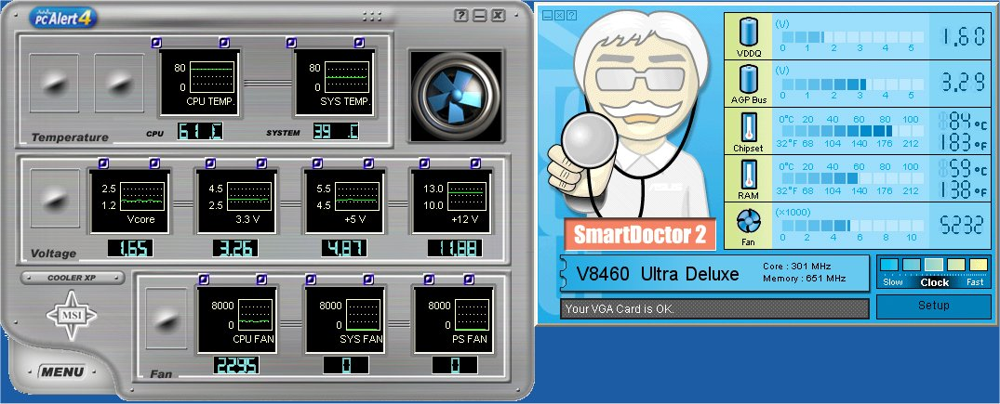 PC Alert 4
80
0
CPU TEMP.
80
0
SYS TEMP.
Temperature
CPU
61 .C
SYSTEM
39 .C
2.5
1.2
Vcore
4.5
2.5
3.3 V
5.5
4.5
+5 V
13.0
10.0
+12 V
Voltage
1.65
3.26
4.87
11.88
COOLER XP
MSI
8000
0
CPU FAN
8000
0
SYS FAN
8000
0
PS FAN
Fan
2295
0
0
MENU
SmartDoctor 2
VDDQ
(V)
0 1 2 3 4 5
1.60
AGP Bus
(V)
0 1 2 3 4 5
3.29
Chipset
0°C 20 40 60 80 100
32°F 68 104 140 176 212
84 °C
183 °F
RAM
0°C 20 40 60 80 100
32°F 68 104 140 176 212
59 °C
138 °F
Fan
(x1000)
0 2 4 6 8 10
5232
V8460 Ultra Deluxe
Core : 301 MHz
Memory : 651 MHz
Slow Clock Fast
Your VGA Card is OK.
Setup